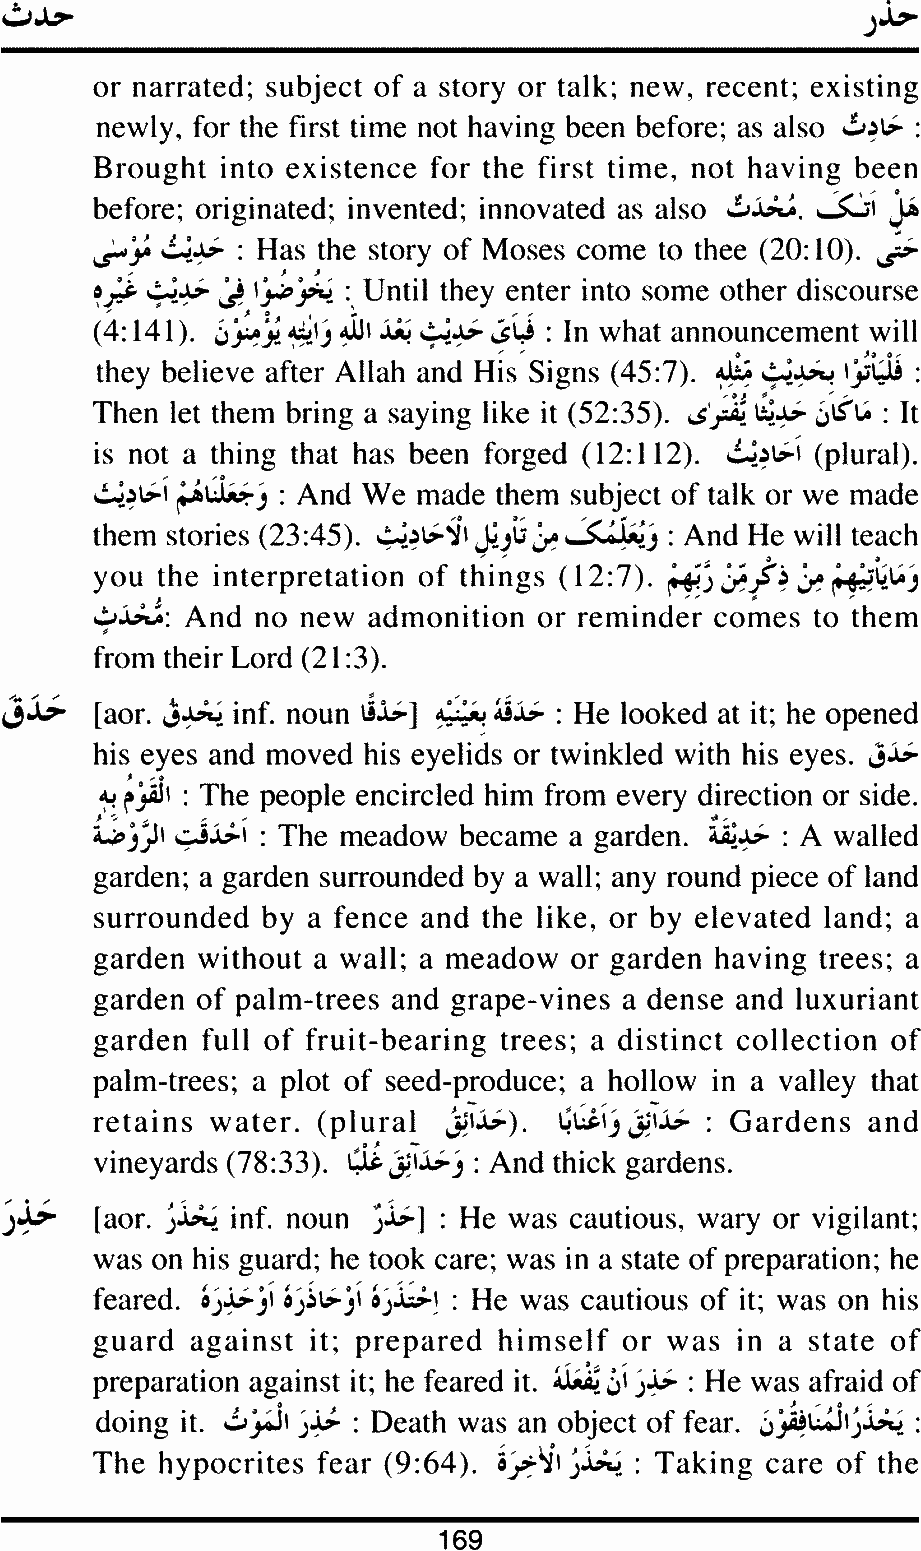 حدث حذر
or narrated; subject of a story or talk; new, recent; existing
newly, for the first time not having been before; as also حَادِثٌ :
Brought into existence for the first time, not having been
before; originated; invented; innovated as also مُحْدَثٌ. هَلْ اَتٰىکَ
حَدِيْثُ مُوْسٰى : Has the story of Moses come to thee (20:10). حَتّٰى
يَخُوْضُوْا فِىْ حَدِيْثٍ غَيْرِهٖ : Until they enter into some other discourse
(4:141). فَبِاَىِّ حَدِيْثٍ بَعْدَ اللّٰهِ وَ اٰيٰتِهٖ يُؤْمِنُوْنَ : In what announcement will
they believe after Allah and His Signs (45:7). فَلْيَاْتُوْا بِحَدِيْثٍ مِّثْلِهٖ :
Then let them bring a saying like it (52:35). مَا كَانَ حَدِيْثًا يُّفْتَرٰى : It
is not a thing that has been forged (12:112). اَحَادِيْثُ (plural).
وَجَعَلْنَاهُمْ اَحَادِيْثَ : And We made them subject of talk or we made
them stories (23:45). وَيُعَلِّمُکَ مِنْ تَاْوِيْلِ الْاَحَادِيْثِ : And He will teach
you the interpretation of things (12:7). وَمَايَاْتِيْهِمْ مِنْ ذِكْرٍمِّنْ رَبِّهِمْ
مُّحْدَثٍ: And no new admonition or reminder comes to them
from their Lord (21:3).
حَدَقَ [aor. يَحْدِقُ inf. noun حَدْقًا] حَدَقَهُ بِعَيْنَيْهِ : He looked at it; he opened
his eyes and moved his eyelids or twinkled with his eyes. حَدَقَ
الْقَوْمُ بِهٖ : The people encircled him from every direction or side.
اَحْدَقَتِ الرَّوْضَةُ : The meadow became a garden. حَدِيْقَةٌ : A walled
garden; a garden surrounded by a wall; any round piece of land
surrounded by a fence and the like, or by elevated land; a
garden without a wall; a meadow or garden having trees; a
garden of palm-trees and grape-vines a dense and luxuriant
garden full of fruit-bearing trees; a distinct collection of
palm-trees; a plot of seed-produce; a hollow in a valley that
retains water. (plural حَدَآئِقُ). حَدَآئِقَ وَاَعْنَابًا : Gardens and
vineyards (78:33). وَحَدَآئِقَ غُلْبًا : And thick gardens.
حَذِرَ [aor. يَحْذَرُ inf. noun حَذَرٌ] : He was cautious, wary or vigilant;
was on his guard; he took care; was in a state of preparation; he
feared. اِحْتَذَرَهُ اَوْحَاذَرَهُ اَوْحَذِرَهُ : He was cautious of it; was on his
guard against it; prepared himself or was in a state of
preparation against it; he feared it. حَذِرَ اَنْ يَّفْعَلَهُ : He was afraid of
doing it. حُذِرَ الْمَوْتُ : Death was an object of fear. يَحْذَرُالْمُنَافِقُوْنَ :
The hypocrites fear (9:64). يَحْذَرُ الْاٰخِرَةَ : Taking care of the
169